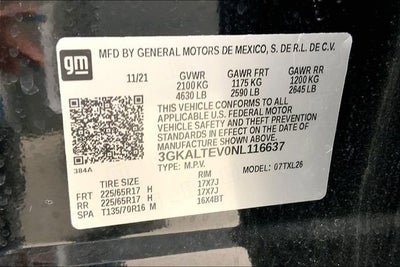 gm
MFD BY GENERAL MOTORS DE MEXICO, S. DE R.L. DE C.V.
11/21 GVWR GAWR FRT GAWR RR
2100 KG 1175 KG 1200 KG
4630 LB 2590 LB 2645 LB
THIS VEHICLE CONFORMS TO ALL
APPLICABLE U.S. FEDERAL MOTOR
VEHICLE SAFETY AND THEFT PREVENTION
STANDARDS IN EFFECT ON THE DATE OF
MANUFACTURE SHOWN ABOVE.
3GKALTEV0NL116637
384A TYPE: M.P.V. MODEL: 07TXL26
TIRE SIZE RIM
FRT 225/65R17 H 17X7J
RR 225/65R17 H 17X7J
SPA T135/70R16 M 16X4BT